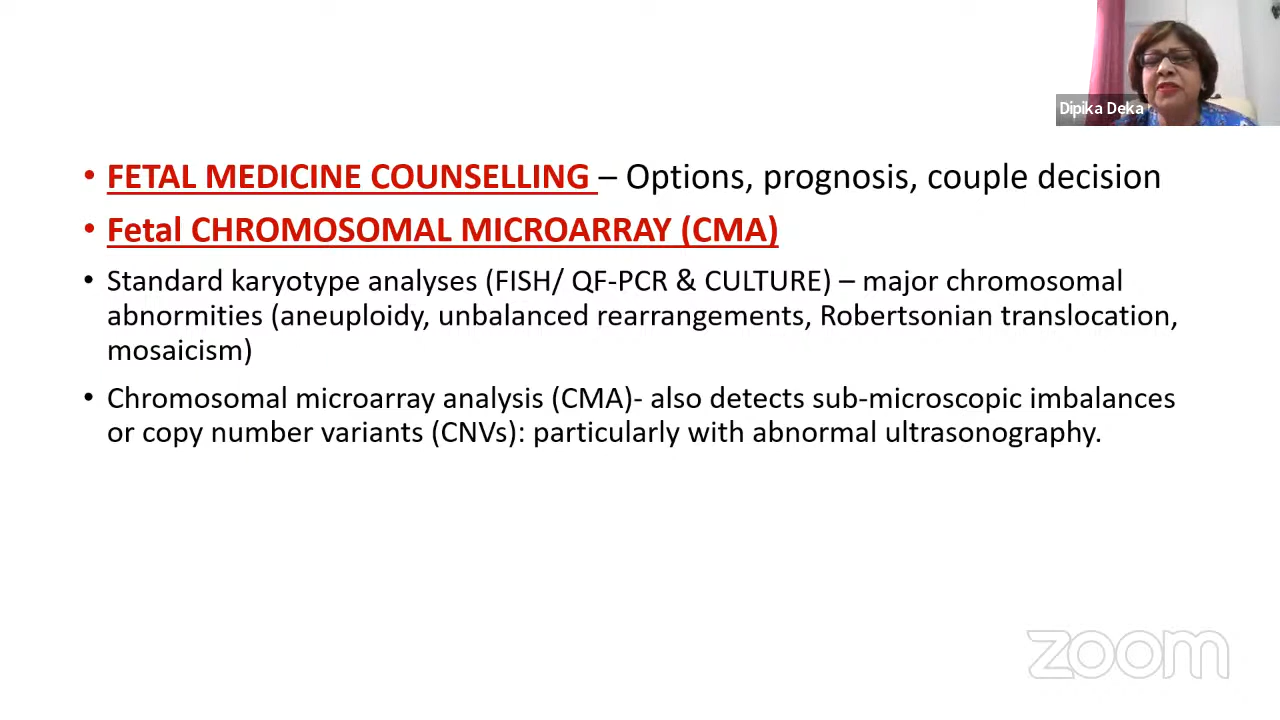 Dipika Deka
• FETAL MEDICINE COUNSELLING – Options, prognosis, couple decision
• Fetal CHROMOSOMAL MICROARRAY (CMA)
• Standard karyotype analyses (FISH/ QF-PCR & CULTURE) – major chromosomal
abnormities (aneuploidy, unbalanced rearrangements, Robertsonian translocation,
mosaicism)
• Chromosomal microarray analysis (CMA)- also detects sub-microscopic imbalances
or copy number variants (CNVs): particularly with abnormal ultrasonography.
zoom